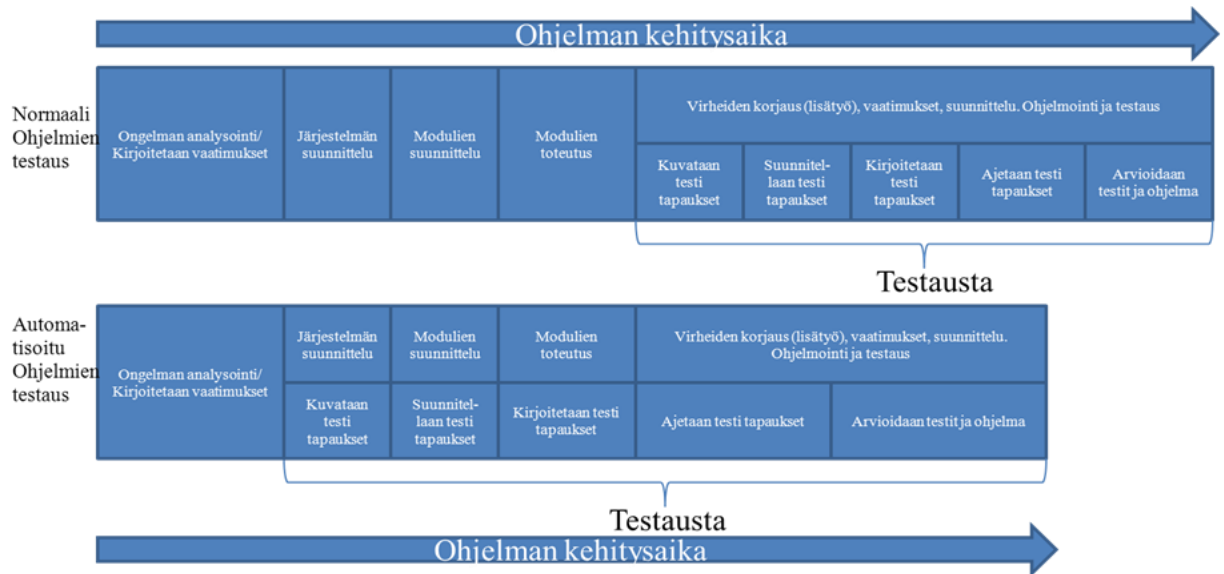 Ohjelman kehitysaika
Normaali
Ohjelmien
testaus
Ongelman analysointi/
Kirjoitetaan vaatimukset
Järjestelmän
suunnittelu
Modulien
suunnittelu
Modulien
toteutus
Virheiden korjaus (lisätyö), vaatimukset, suunnittelu. Ohjelmointi ja testaus
Kuvataan
testi
tapaukset
Suunnitel-
laan testi
tapaukset
Kirjoitetaan
testi
tapaukset
Ajetaan testi
tapaukset
Arvioidaan
testit ja ohjelma
Testausta
Automa-
tisoitu
Ohjelmien
testaus
Ongelman analysointi/
Kirjoitetaan vaatimukset
Järjestelmän
suunnittelu
Modulien
suunnittelu
Modulien
toteutus
Virheiden korjaus (lisätyö), vaatimukset, suunnittelu.
Ohjelmointi ja testaus
Kuvataan
testi
tapaukset
Suunnitel-
laan testi
tapaukset
Kirjoitetaan testi
tapaukset
Ajetaan testi tapaukset
Arvioidaan testit ja ohjelma
Testausta
Ohjelman kehitysaika